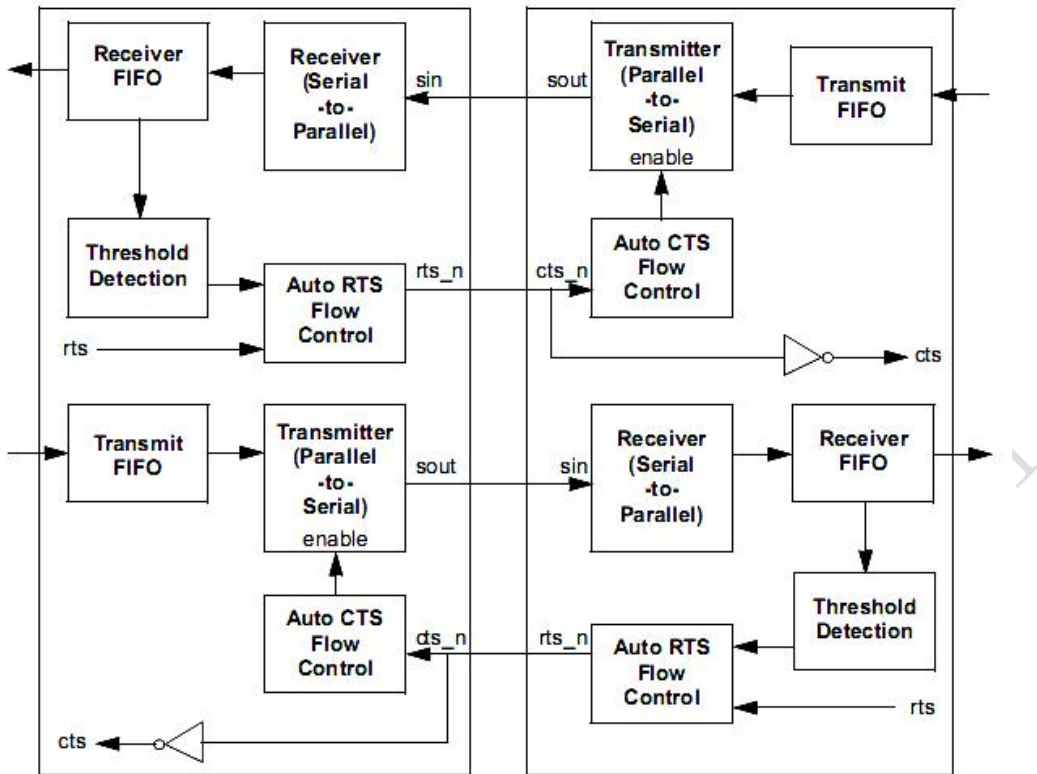 Receiver
FIFO
Receiver
(Serial
-to-
Parallel)
sin
sout
Transmitter
(Parallel
-to-
Serial)
enable
Transmit
FIFO
Threshold
Detection
Auto RTS
Flow
Control
rts_n
cts_n
Auto CTS
Flow
Control
rts
cts
Transmit
FIFO
Transmitter
(Parallel
-to-
Serial)
enable
sout
sin
Receiver
(Serial
-to-
Parallel)
Receiver
FIFO
Auto CTS
Flow
Control
cts_n
rts_n
Auto RTS
Flow
Control
Threshold
Detection
rts
cts